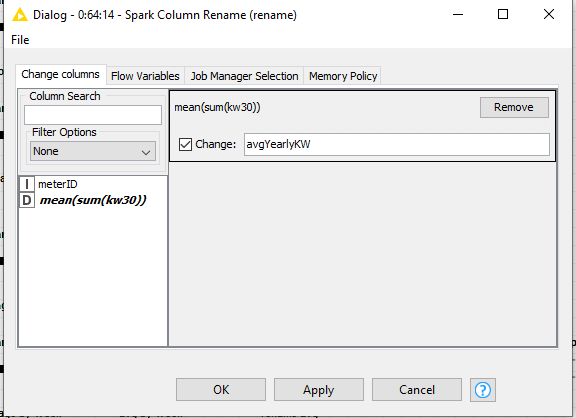 Dialog - 0:64:14 - Spark Column Rename (rename)
File
Change columns Flow Variables Job Manager Selection Memory Policy
Column Search
Filter Options
None
I meterID
D mean(sum(kw30))
mean(sum(kw30))
Remove
Change: avgYearlyKW
OK Apply Cancel ?